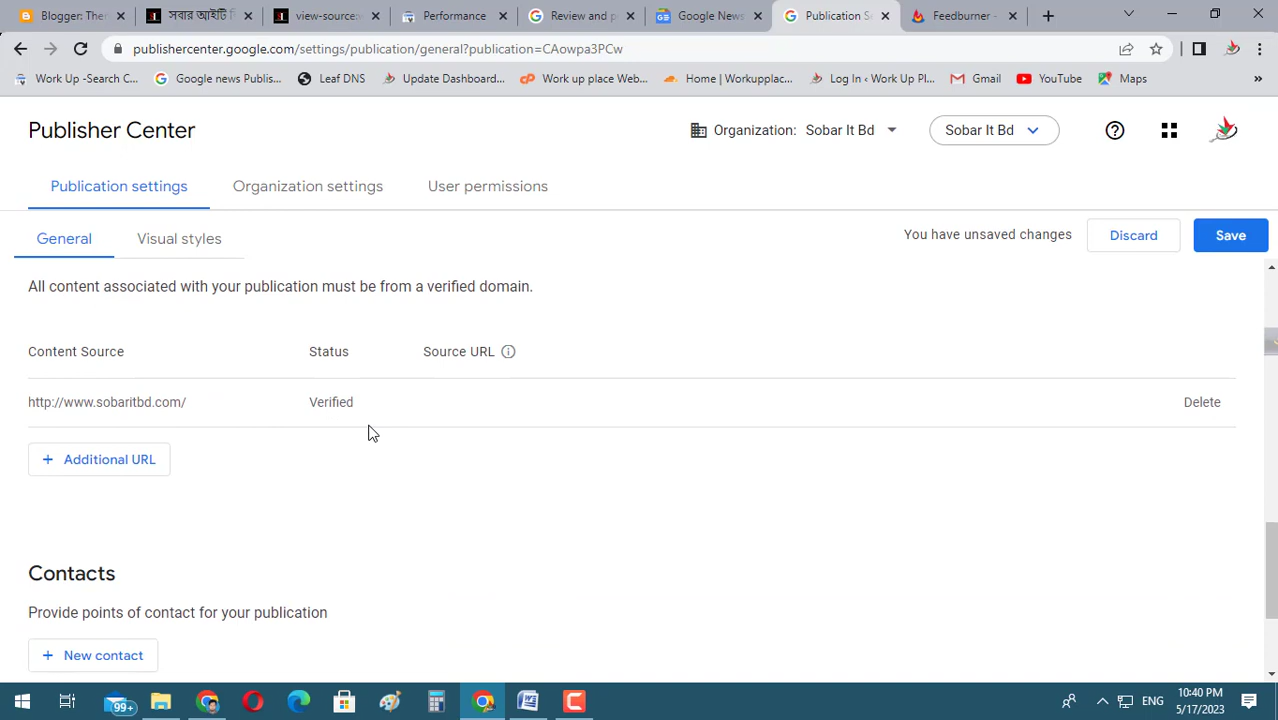 Blogger: Ther
সবার আইটি ি
view-source:
Performance
Review and p
Google News
Publication Se
Feedburner -
publishercenter.google.com/settings/publication/general?publication=CAowpa3PCw
Work Up -Search C...
Google news Publis...
Leaf DNS
Update Dashboard...
Work up place Web...
Home | Workupplac...
Log In ‹ Work Up Pl...
Gmail
YouTube
Maps
»
Publisher Center
Organization: Sobar It Bd
Sobar It Bd
Publication settings
Organization settings
User permissions
General
Visual styles
You have unsaved changes
Discard
Save
All content associated with your publication must be from a verified domain.
Content Source Status Source URL
http://www.sobaritbd.com/ Verified Delete
+ Additional URL
Contacts
Provide points of contact for your publication
+ New contact
99+
ENG
10:40 PM
5/17/2023